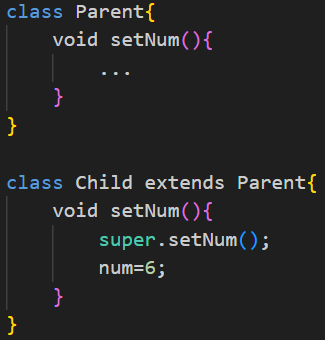 class Parent{
    void setNum(){
        ...
    }
}

class Child extends Parent{
    void setNum(){
        super.setNum();
        num=6;
    }
}